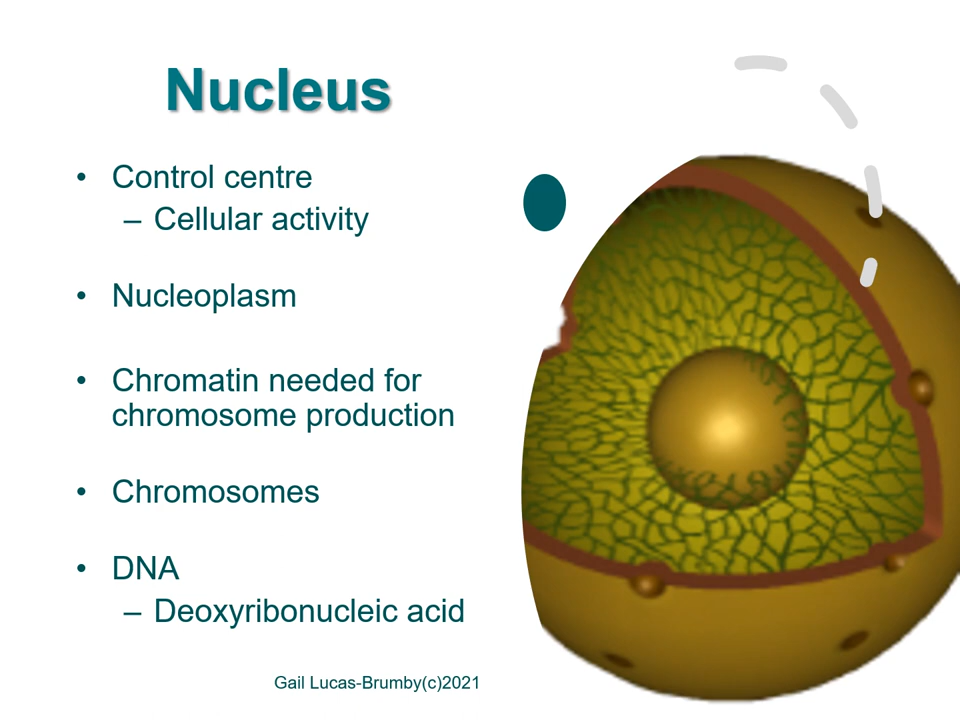 Nucleus
• Control centre
– Cellular activity
• Nucleoplasm
• Chromatin needed for
chromosome production
• Chromosomes
• DNA
– Deoxyribonucleic acid
Gail Lucas-Brumby(c)2021